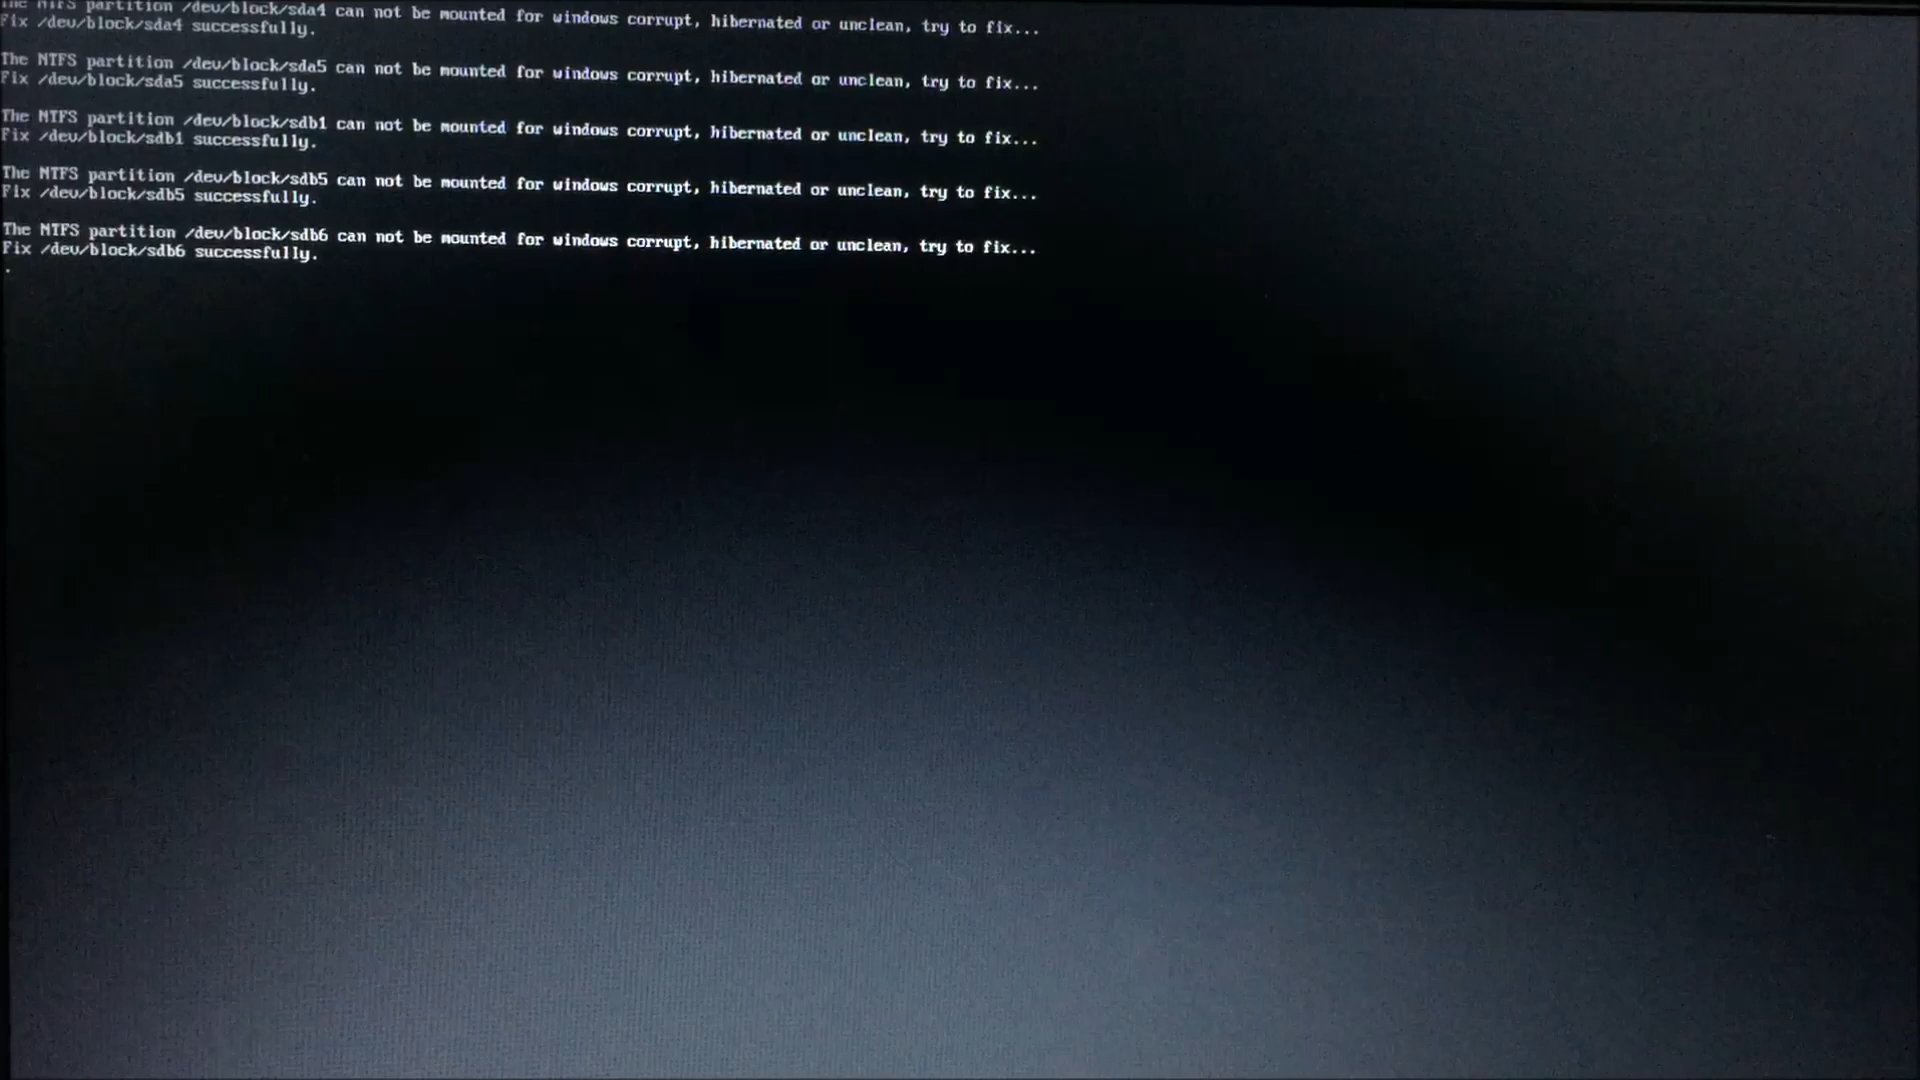 The NTFS partition /dev/block/sda4 can not be mounted for windows corrupt, hibernated or unclean, try to fix...
Fix /dev/block/sda4 successfully.
The NTFS partition /dev/block/sda5 can not be mounted for windows corrupt, hibernated or unclean, try to fix...
Fix /dev/block/sda5 successfully.
The NTFS partition /dev/block/sdb1 can not be mounted for windows corrupt, hibernated or unclean, try to fix...
Fix /dev/block/sdb1 successfully.
The NTFS partition /dev/block/sdb5 can not be mounted for windows corrupt, hibernated or unclean, try to fix...
Fix /dev/block/sdb5 successfully.
The NTFS partition /dev/block/sdb6 can not be mounted for windows corrupt, hibernated or unclean, try to fix...
Fix /dev/block/sdb6 successfully.
.